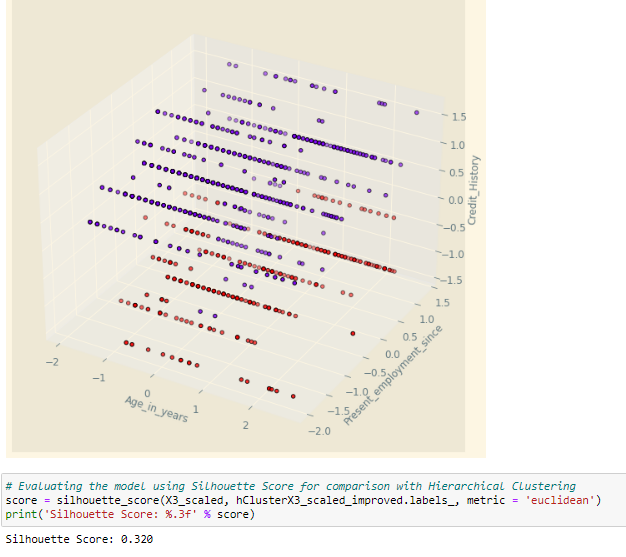 1.5
1.0
0.5
0.0
−0.5
−1.0
−1.5
Credit_History
1.5
1.0
0.5
0.0
−0.5
−1.0
−1.5
−2.0
Present_employment_since
−2
−1
0
1
2
Age_in_years
# Evaluating the model using Silhouette Score for comparison with Hierarchical Clustering
score = silhouette_score(X3_scaled, hClusterX3_scaled_improved.labels_, metric = 'euclidean')
print('Silhouette Score: %.3f' % score)
Silhouette Score: 0.320